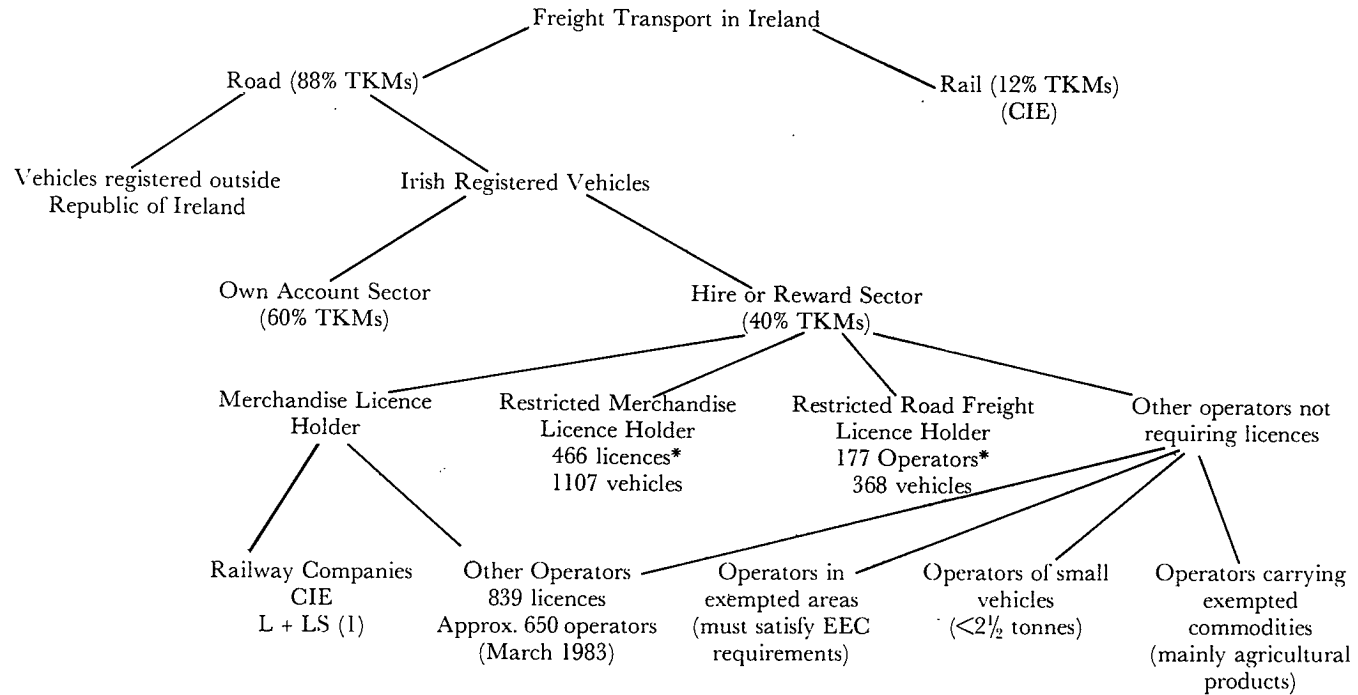 Freight Transport in Ireland
Road (88% TKMs)
Rail (12% TKMs)
(CIE)
Vehicles registered outside
Republic of Ireland
Irish Registered Vehicles
Own Account Sector
(60% TKMs)
Hire or Reward Sector
(40% TKMs)
Merchandise Licence
Holder
Restricted Merchandise
Licence Holder
466 licences*
1107 vehicles
Restricted Road Freight
Licence Holder
177 Operators*
368 vehicles
Other operators not
requiring licences
Railway Companies
CIE
L + LS (1)
Other Operators
839 licences
Approx. 650 operators
(March 1983)
Operators in
exempted areas
(must satisfy EEC
requirements)
Operators of small
vehicles
(<2½ tonnes)
Operators carrying
exempted
commodities
(mainly agricultural
products)